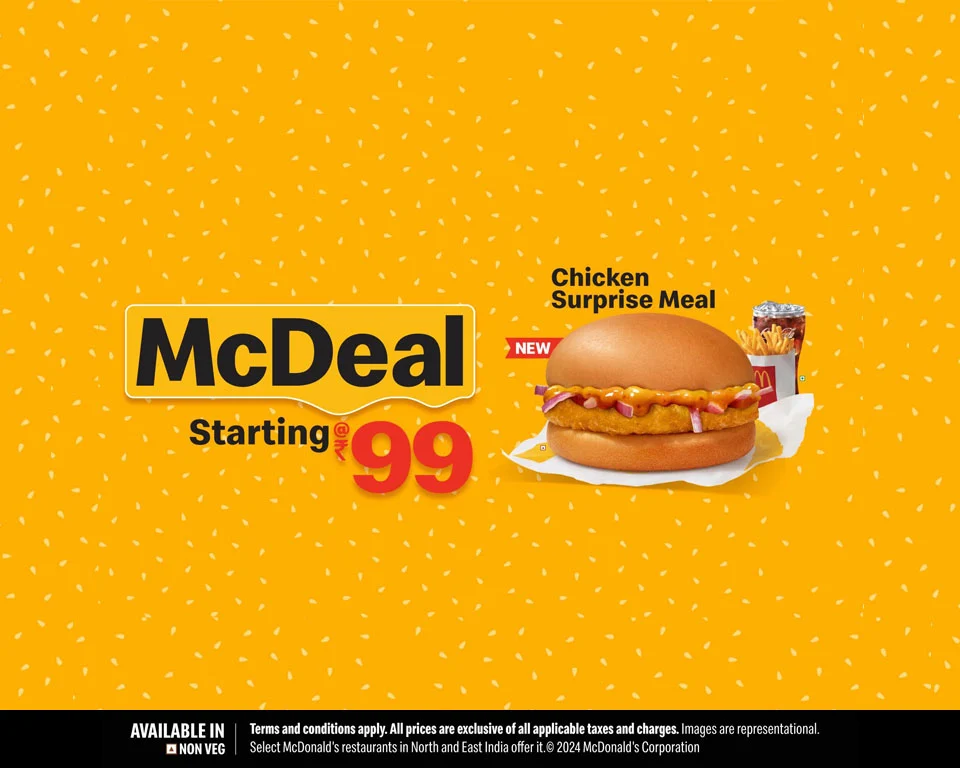 Chicken
Surprise Meal
McDeal
NEW
Starting @ ₹99
AVAILABLE IN
NON VEG
Terms and conditions apply. All prices are exclusive of all applicable taxes and charges. Images are representational.
Select McDonald's restaurants in North and East India offer it.© 2024 McDonald's Corporation